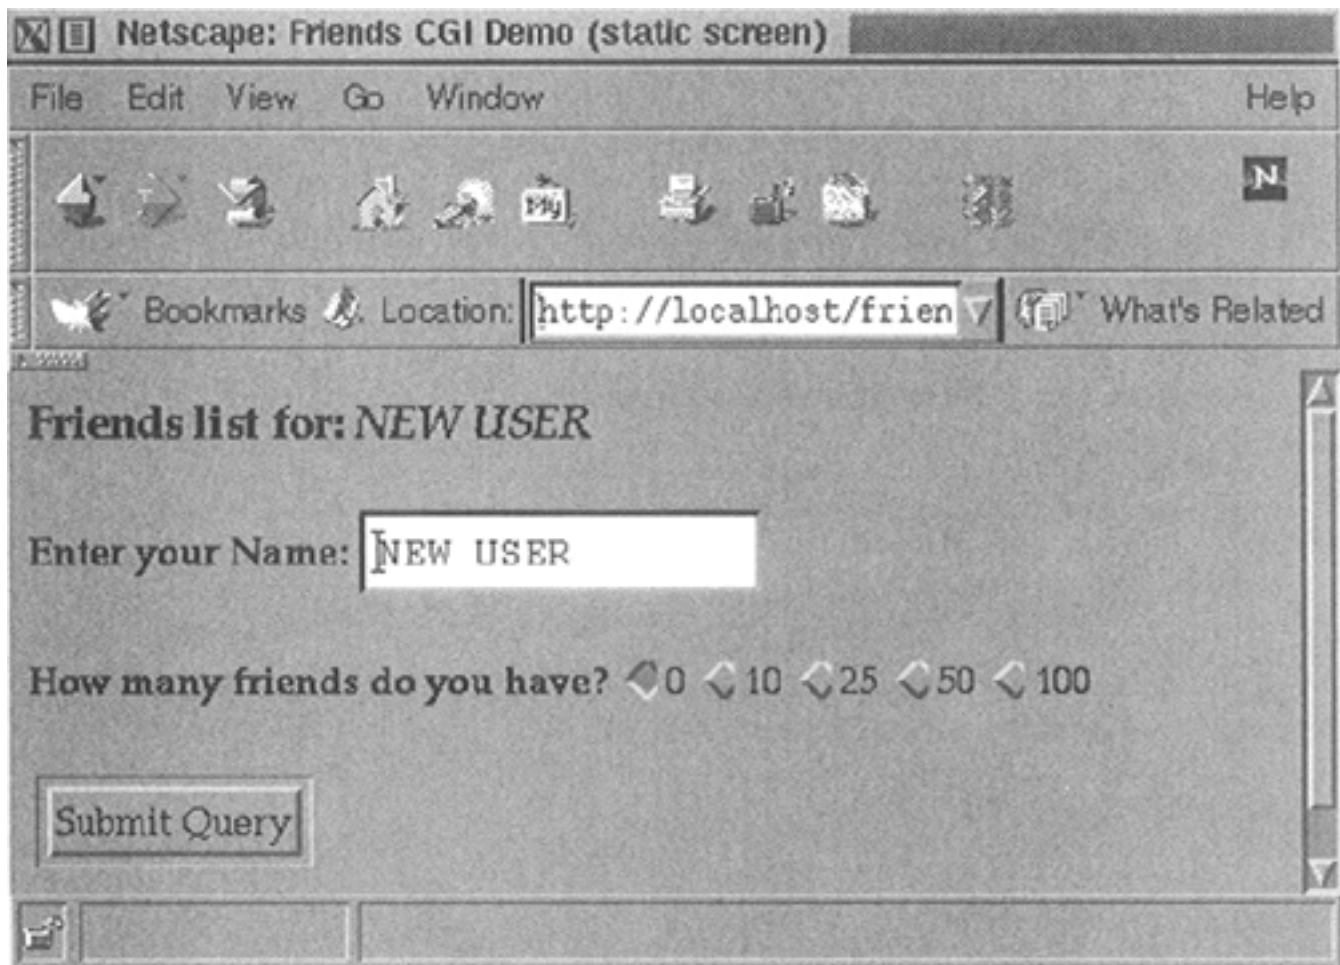 Netscape: Friends CGI Demo (static screen)
File Edit View Go Window Help
My N
Bookmarks Location: http://localhost/frien What's Related
Friends list for: NEW USER
Enter your Name: NEW USER
How many friends do you have? 0 10 25 50 100
Submit Query